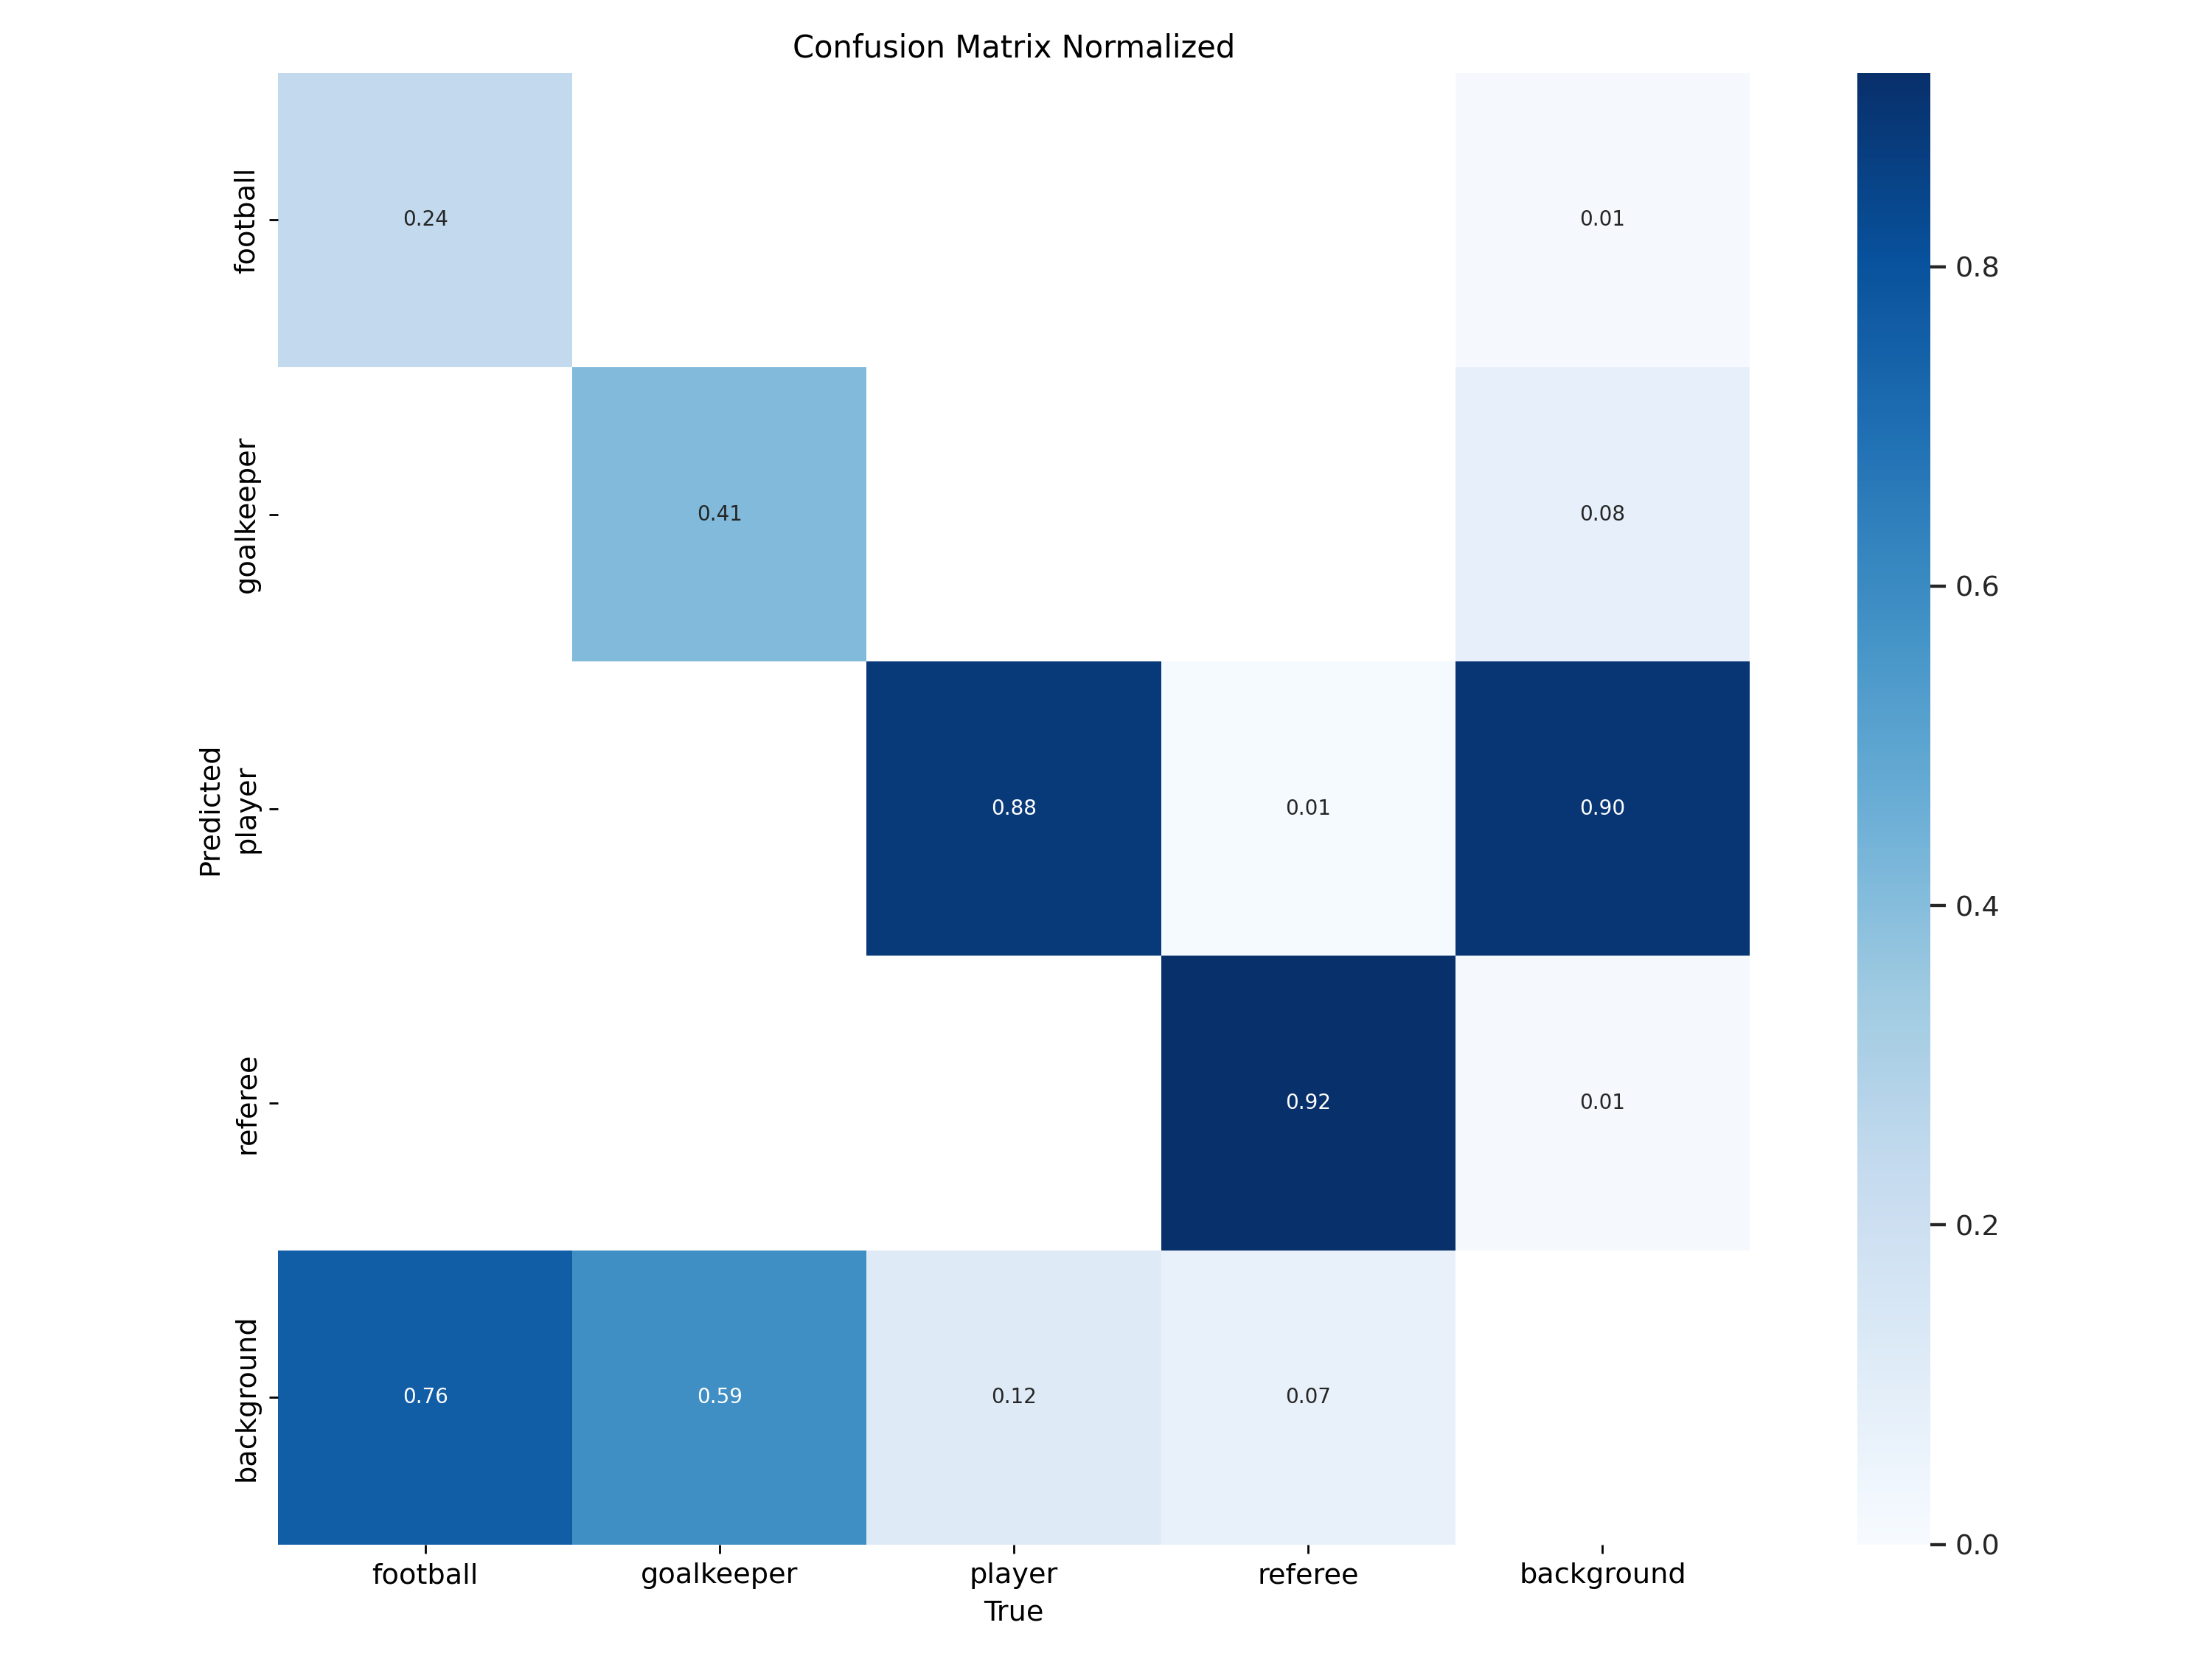 Confusion Matrix Normalized
football
0.24
0.01
0.8
goalkeeper
0.41
0.08
0.6
Predicted
player
0.88
0.01
0.90
0.4
referee
0.92
0.01
0.2
background
0.76
0.59
0.12
0.07
0.0
football goalkeeper player referee background
True